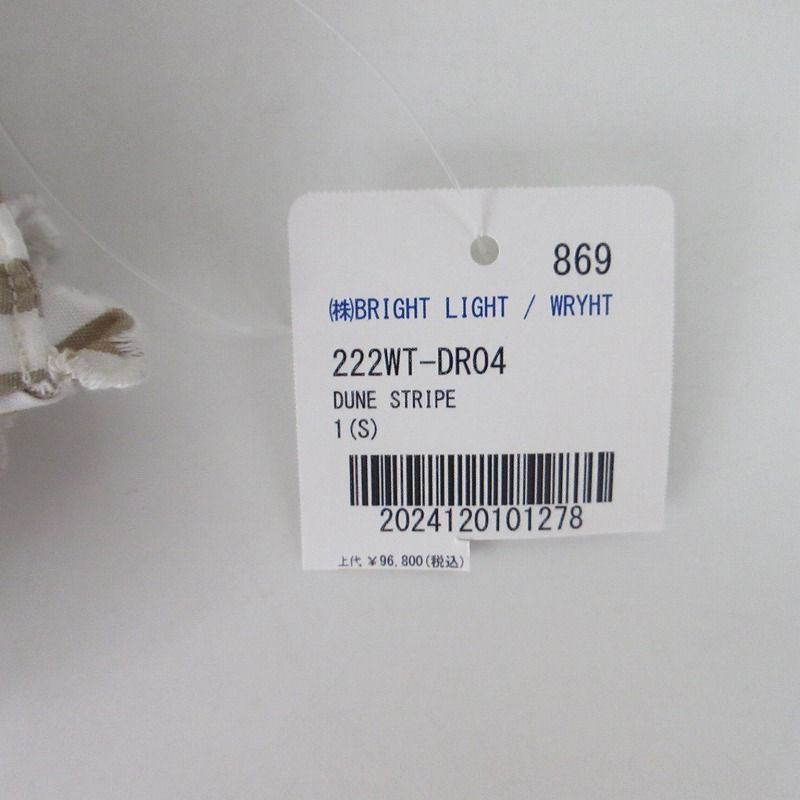 869
㈱BRIGHT LIGHT / WRYHT
222WT-DR04
DUNE STRIPE
1(S)
2024120101278
上代 ¥96,800(税込)